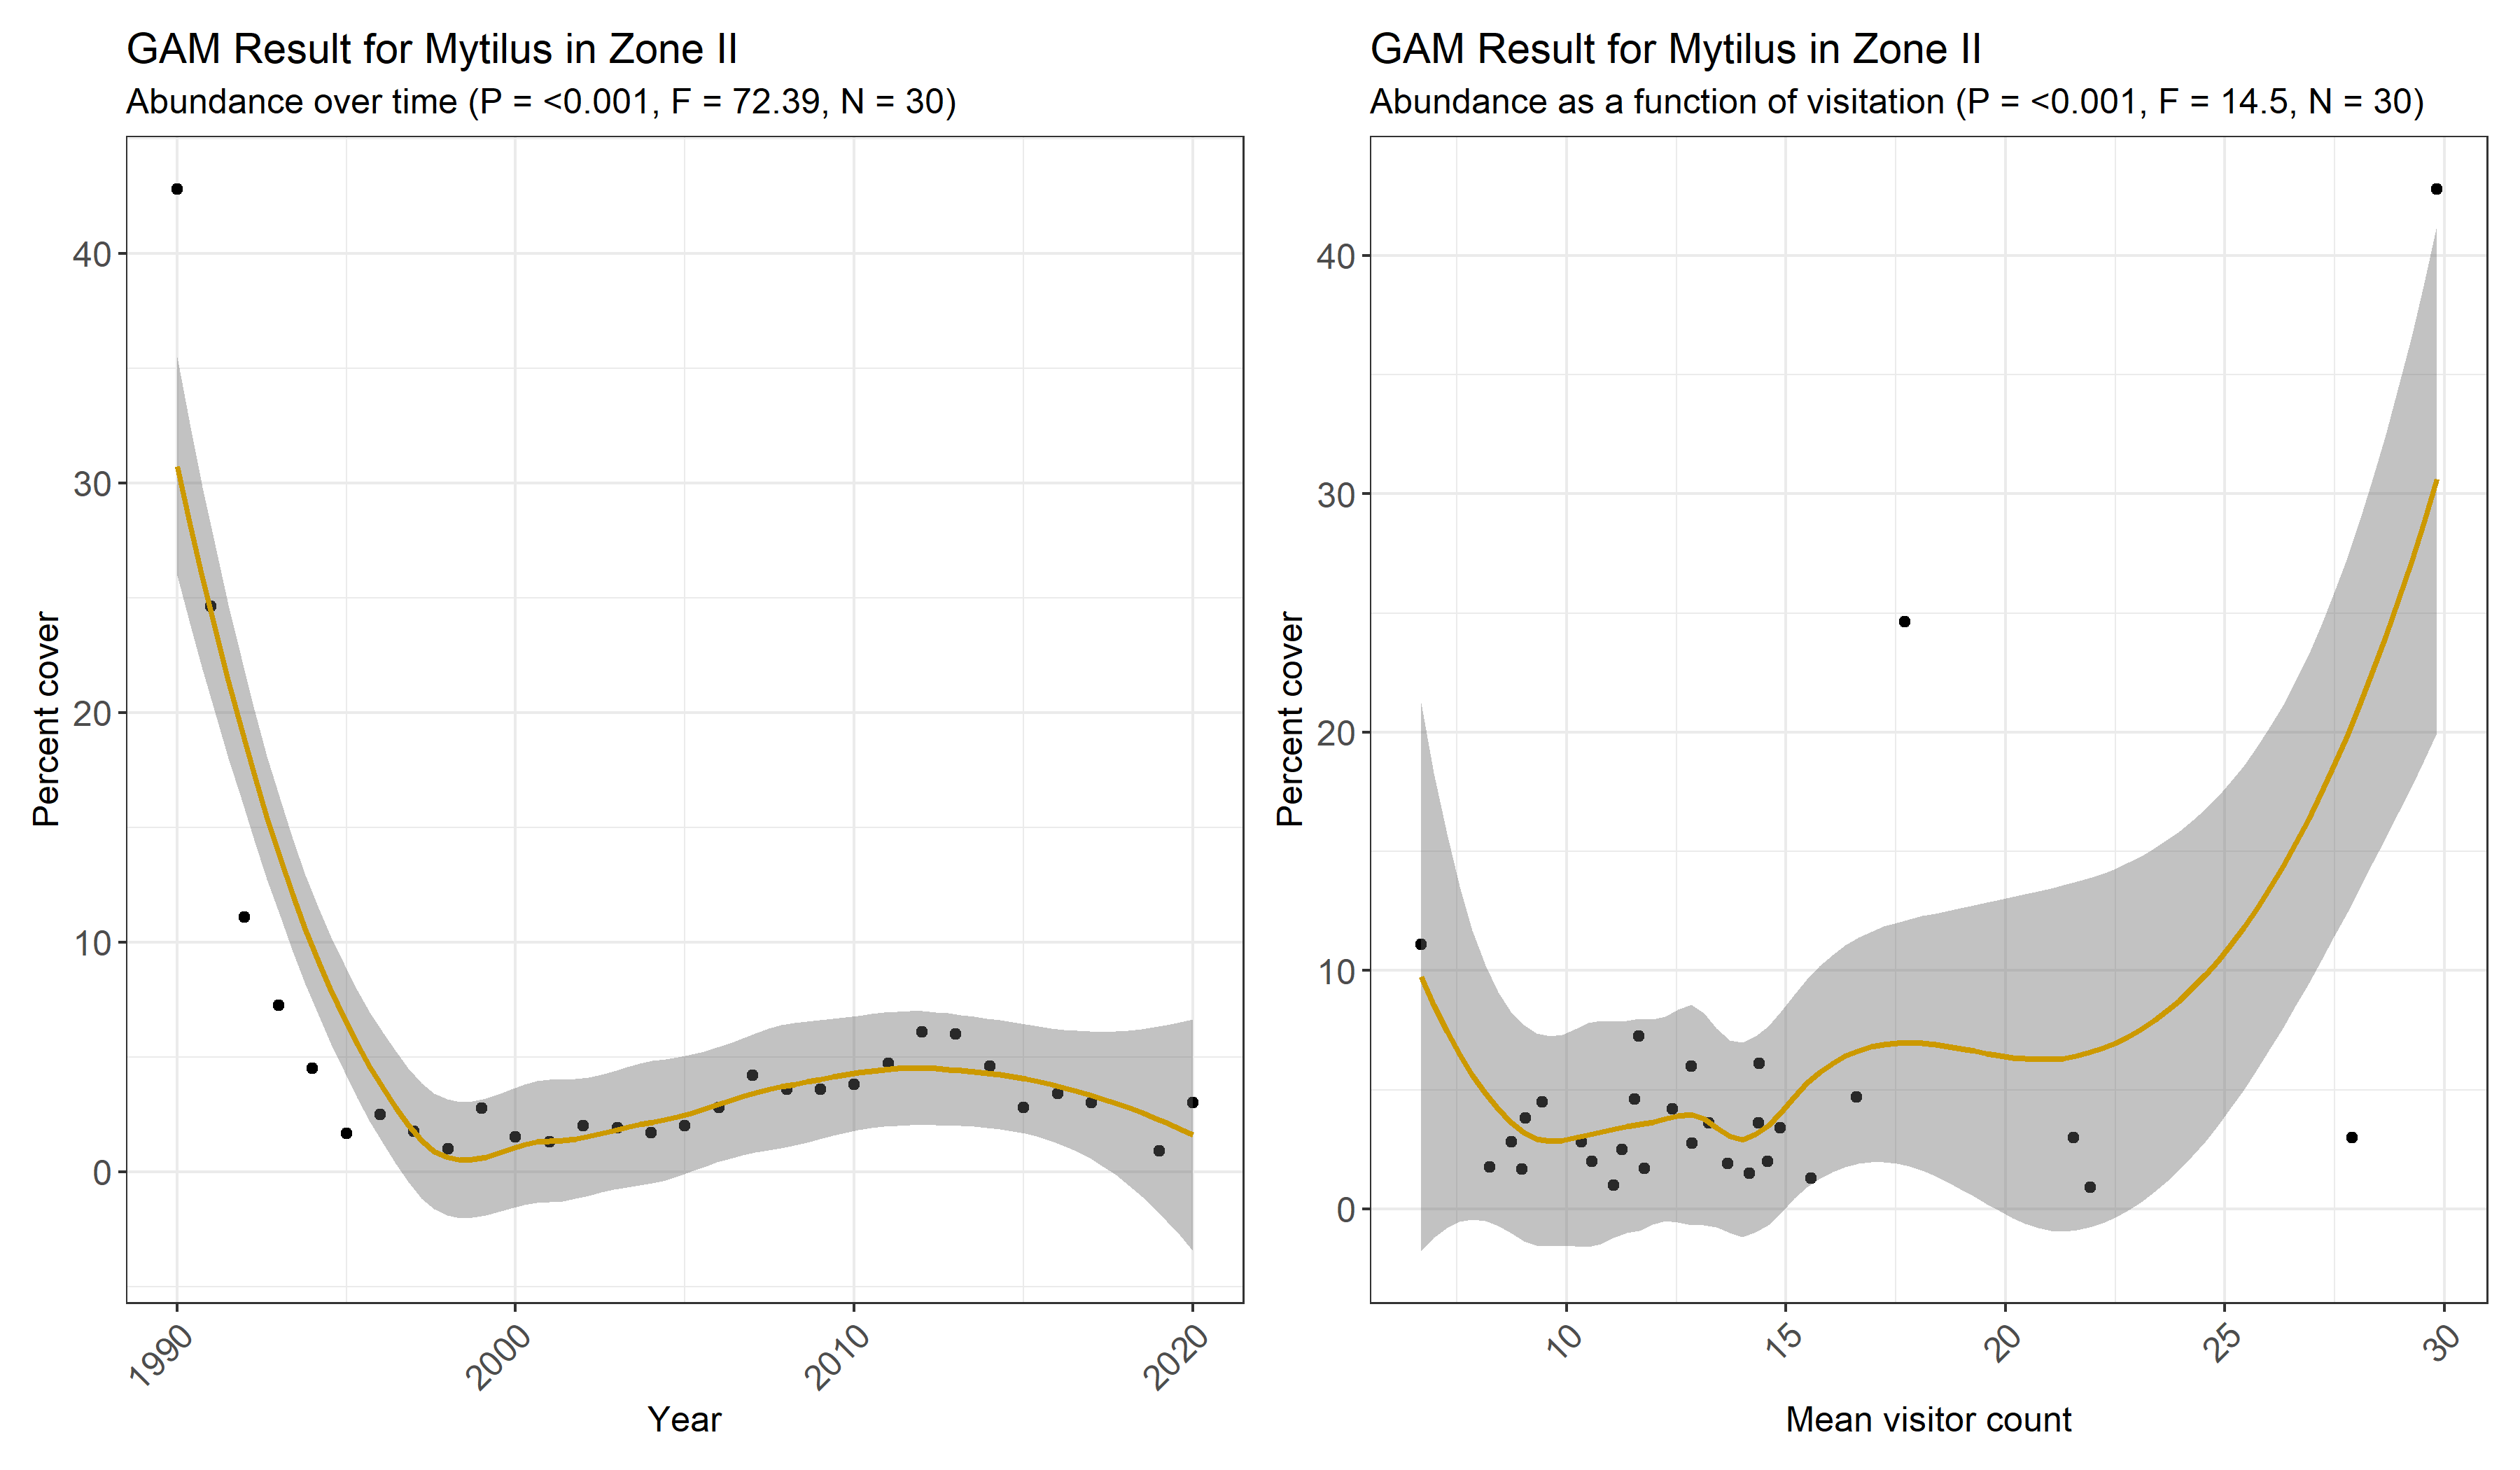 GAM Result for Mytilus in Zone II
Abundance over time (P = <0.001, F = 72.39, N = 30)
Percent cover
40
30
20
10
0
1990
2000
2010
2020
Year
GAM Result for Mytilus in Zone II
Abundance as a function of visitation (P = <0.001, F = 14.5, N = 30)
Percent cover
40
30
20
10
0
10
15
20
25
30
Mean visitor count